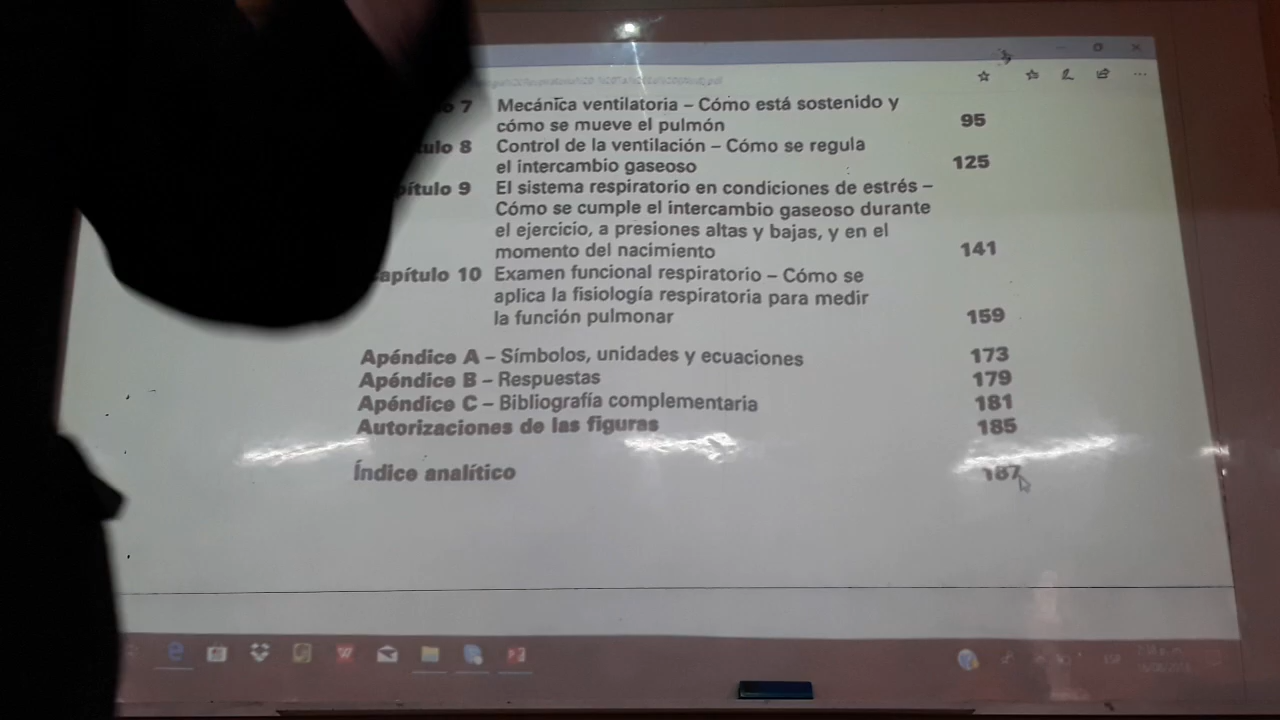 o 7 Mecánica ventilatoria – Cómo está sostenido y
cómo se mueve el pulmón 95
ulo 8 Control de la ventilación – Cómo se regula
el intercambio gaseoso 125
pítulo 9 El sistema respiratorio en condiciones de estrés –
Cómo se cumple el intercambio gaseoso durante
el ejercicio, a presiones altas y bajas, y en el
momento del nacimiento 141
apítulo 10 Examen funcional respiratorio – Cómo se
aplica la fisiología respiratoria para medir
la función pulmonar 159
Apéndice A – Símbolos, unidades y ecuaciones 173
Apéndice B – Respuestas 179
Apéndice C – Bibliografía complementaria 181
Autorizaciones de las figuras 185
Índice analítico 187
ESP